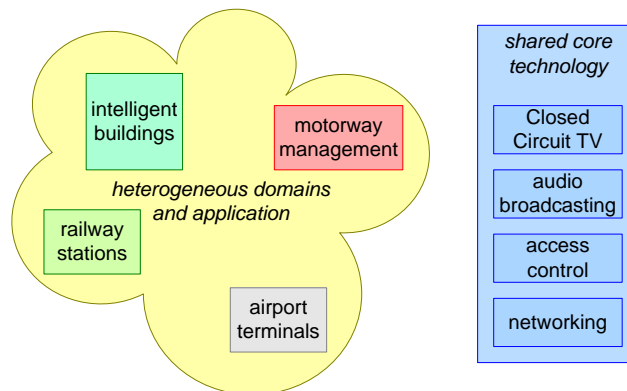 intelligent
buildings
motorway
management
heterogeneous domains
and application
railway
stations
airport
terminals
shared core
technology
Closed
Circuit TV
audio
broadcasting
access
control
networking